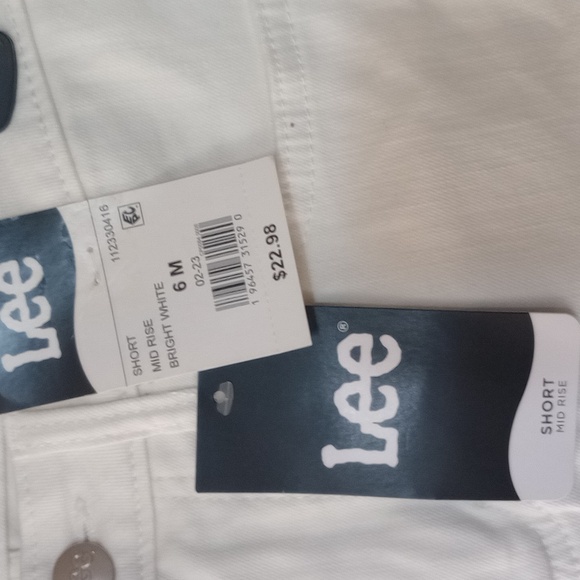 Lee
112330416
SHORT
MID RISE
BRIGHT WHITE
6 M
02-23
1 96457 31529 0
$22.98
Lee®
SHORT
MID RISE